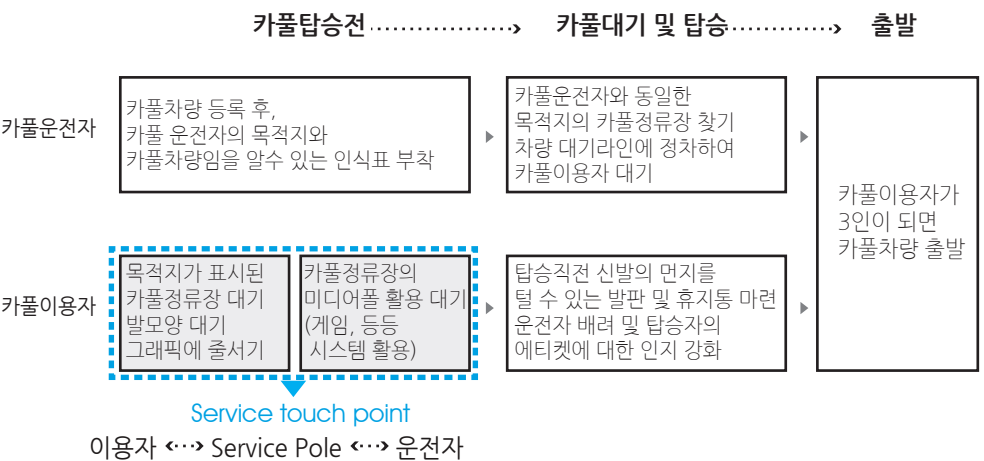 카풀탑승전 카풀대기 및 탑승 출발
카풀운전자
카풀차량 등록 후,
카풀 운전자의 목적지와
카풀차량임을 알수 있는 인식표 부착
카풀운전자와 동일한
목적지의 카풀정류장 찾기
차량 대기라인에 정차하여
카풀이용자 대기
카풀이용자가
3인이 되면
카풀차량 출발
카풀이용자
목적지가 표시된
카풀정류장 대기
발모양 대기
그래픽에 줄서기
카풀정류장의
미디어폴 활용 대기
(게임, 등등
시스템 활용)
탑승직전 신발의 먼지를
털 수 있는 발판 및 휴지통 마련
운전자 배려 및 탑승자의
에티켓에 대한 인지 강화
Service touch point
이용자 <···> Service Pole <···> 운전자